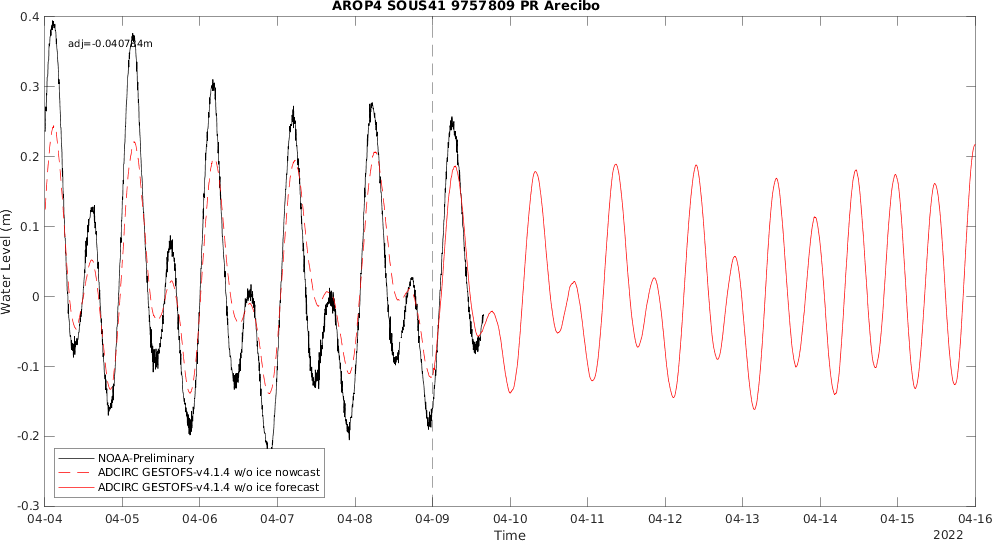 AROP4 SOUS41 9757809 PR Arecibo
0.4
0.3
0.2
0.1
0
-0.1
-0.2
-0.3
Water Level (m)
NOAA-Preliminary
ADCIRC GESTOFS-v4.1.4 w/o ice nowcast
ADCIRC GESTOFS-v4.1.4 w/o ice forecast
04-04 04-05 04-06 04-07 04-08 04-09 04-10 04-11 04-12 04-13 04-14 04-15 04-16
Time
2022